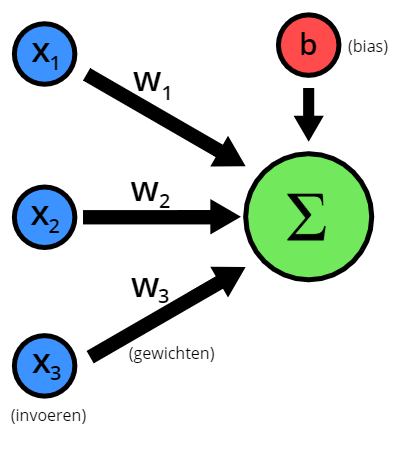 x₁
b
(bias)
w₁
w₂
x₂
Σ
w₃
(gewichten)
x₃
(invoeren)